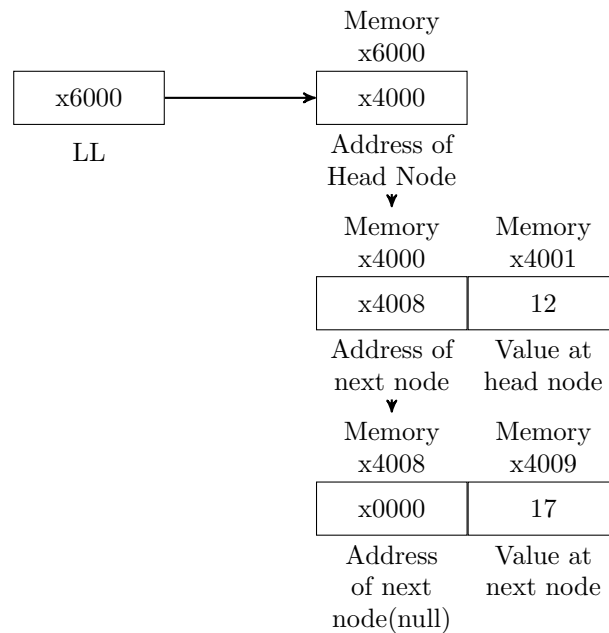 Memory
x6000
x6000
x4000
LL
Address of
Head Node
Memory
x4000
Memory
x4001
x4008
12
Address of
next node
Value at
head node
Memory
x4008
Memory
x4009
x0000
17
Address
of next
node(null)
Value at
next node